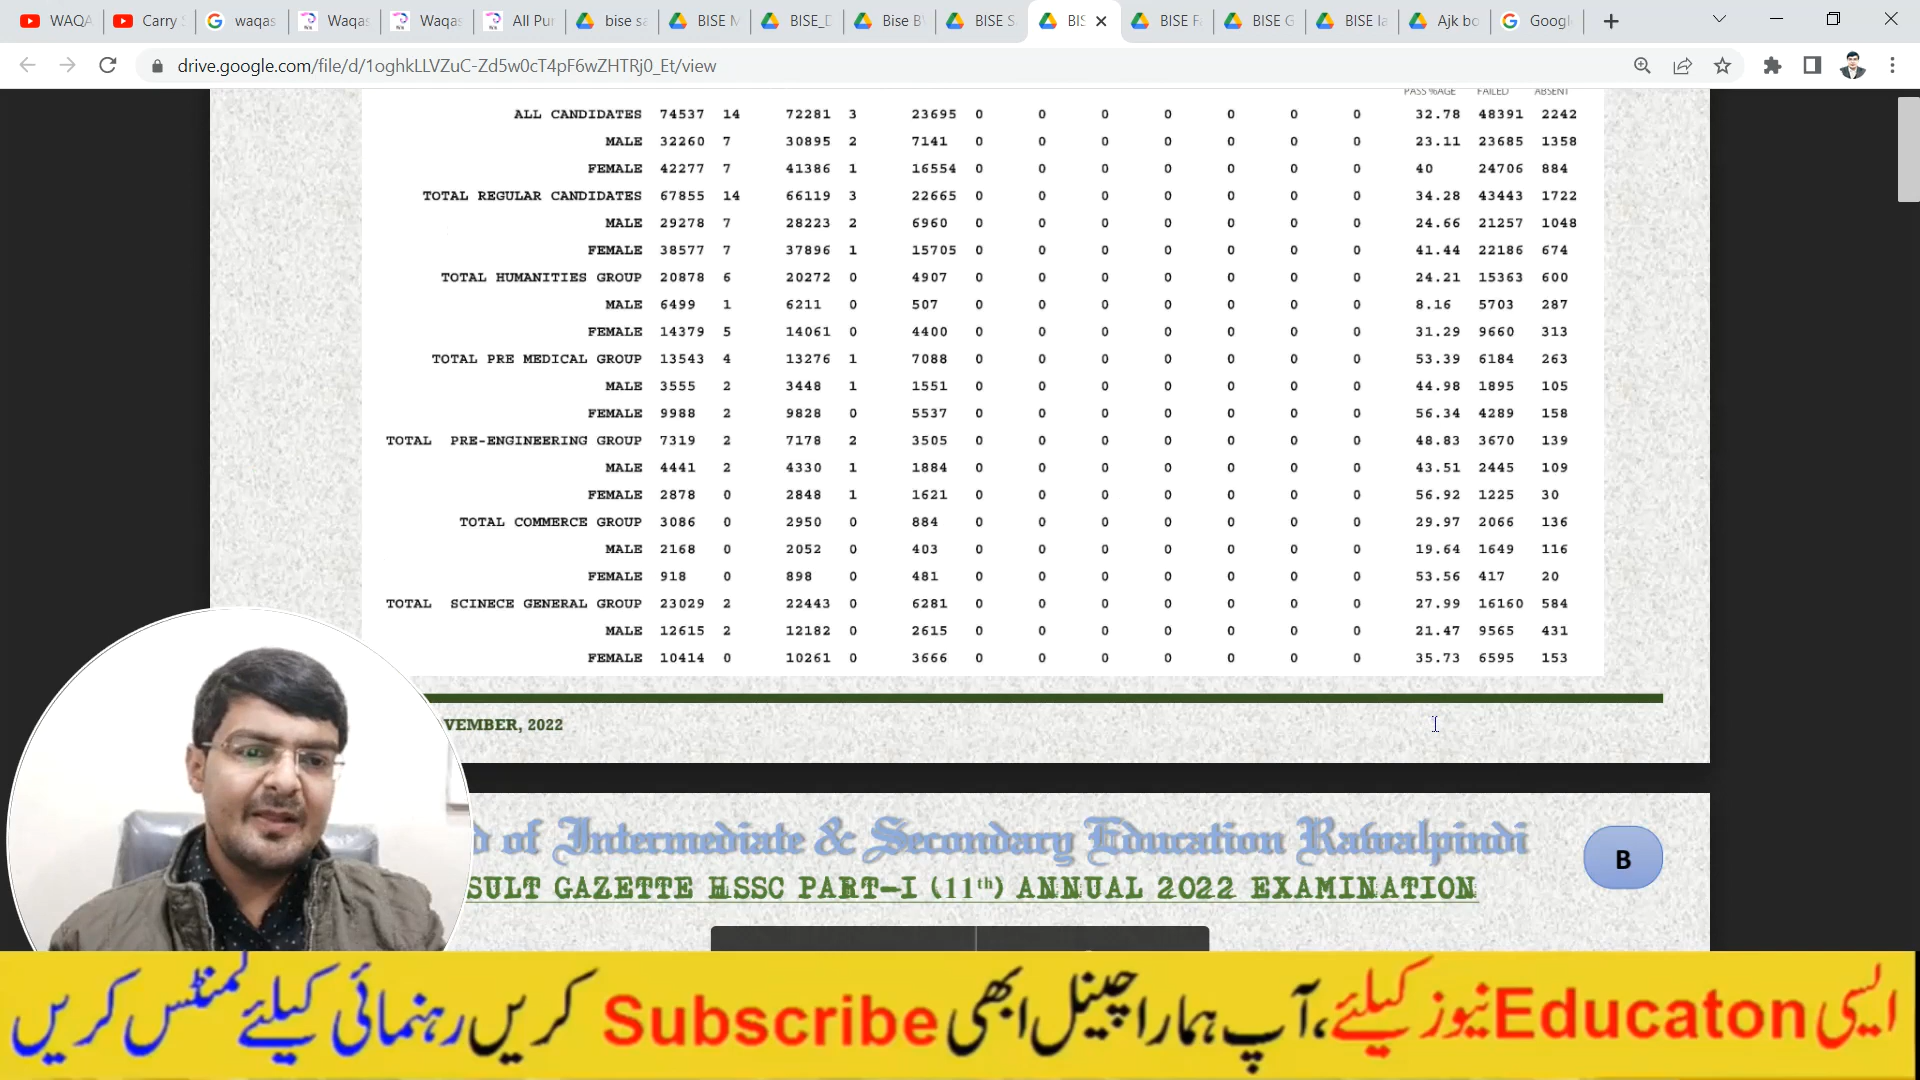 WAQA Carry waqas Waqas Waqas All Pur bise sa BISE M BISE_D Bise B BISE S BIS BISE F BISE G BISE la Ajk bo Googl
drive.google.com/file/d/1oghkLLVZuC-Zd5w0cT4pF6wZHTRj0_Et/view
PASS %AGE FAILED ABSENT
ALL CANDIDATES 74537 14 72281 3 23695 0 0 0 0 0 0 0 32.78 48391 2242
MALE 32260 7 30895 2 7141 0 0 0 0 0 0 0 23.11 23685 1358
FEMALE 42277 7 41386 1 16554 0 0 0 0 0 0 0 40 24706 884
TOTAL REGULAR CANDIDATES 67855 14 66119 3 22665 0 0 0 0 0 0 0 34.28 43443 1722
MALE 29278 7 28223 2 6960 0 0 0 0 0 0 0 24.66 21257 1048
FEMALE 38577 7 37896 1 15705 0 0 0 0 0 0 0 41.44 22186 674
TOTAL HUMANITIES GROUP 20878 6 20272 0 4907 0 0 0 0 0 0 0 24.21 15363 600
MALE 6499 1 6211 0 507 0 0 0 0 0 0 0 8.16 5703 287
FEMALE 14379 5 14061 0 4400 0 0 0 0 0 0 0 31.29 9660 313
TOTAL PRE MEDICAL GROUP 13543 4 13276 1 7088 0 0 0 0 0 0 0 53.39 6184 263
MALE 3555 2 3448 1 1551 0 0 0 0 0 0 0 44.98 1895 105
FEMALE 9988 2 9828 0 5537 0 0 0 0 0 0 0 56.34 4289 158
TOTAL PRE-ENGINEERING GROUP 7319 2 7178 2 3505 0 0 0 0 0 0 0 48.83 3670 139
MALE 4441 2 4330 1 1884 0 0 0 0 0 0 0 43.51 2445 109
FEMALE 2878 0 2848 1 1621 0 0 0 0 0 0 0 56.92 1225 30
TOTAL COMMERCE GROUP 3086 0 2950 0 884 0 0 0 0 0 0 0 29.97 2066 136
MALE 2168 0 2052 0 403 0 0 0 0 0 0 0 19.64 1649 116
FEMALE 918 0 898 0 481 0 0 0 0 0 0 0 53.56 417 20
TOTAL SCINECE GENERAL GROUP 23029 2 22443 0 6281 0 0 0 0 0 0 0 27.99 16160 584
MALE 12615 2 12182 0 2615 0 0 0 0 0 0 0 21.47 9565 431
FEMALE 10414 0 10261 0 3666 0 0 0 0 0 0 0 35.73 6595 153
VEMBER, 2022
d of Intermediate & Secondary Education Rawalpindi
B
SULT GAZETTE HSSC PART-I (11th) ANNUAL 2022 EXAMINATION
ایسی Educaton نیوز کیلئے، آپ ہمارا چینل ابھی Subscribe کریں رہنمائی کیلئے کمنٹس کریں